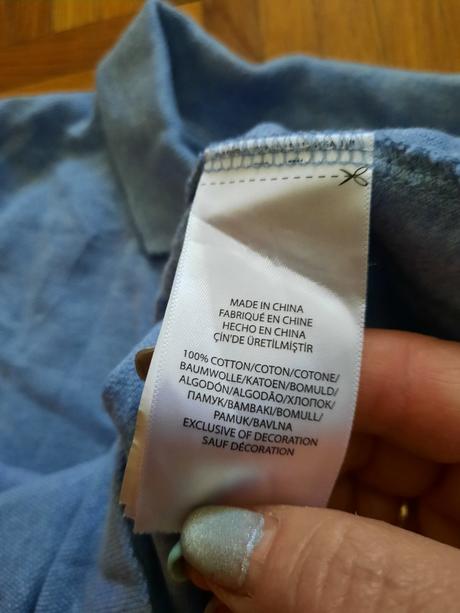 MADE IN CHINA
FABRIQUÉ EN CHINE
HECHO EN CHINA
ÇİN'DE ÜRETİLMİŞTİR
100% COTTON/COTON/COTONE/
BAUMWOLLE/KATOEN/BOMULD/
ALGODÓN/ALGODÃO/ХЛОПОК/
ПАМУК/BAMBAKI/BOMULL/
PAMUK/BAVLNA
EXCLUSIVE OF DECORATION
SAUF DÉCORATION